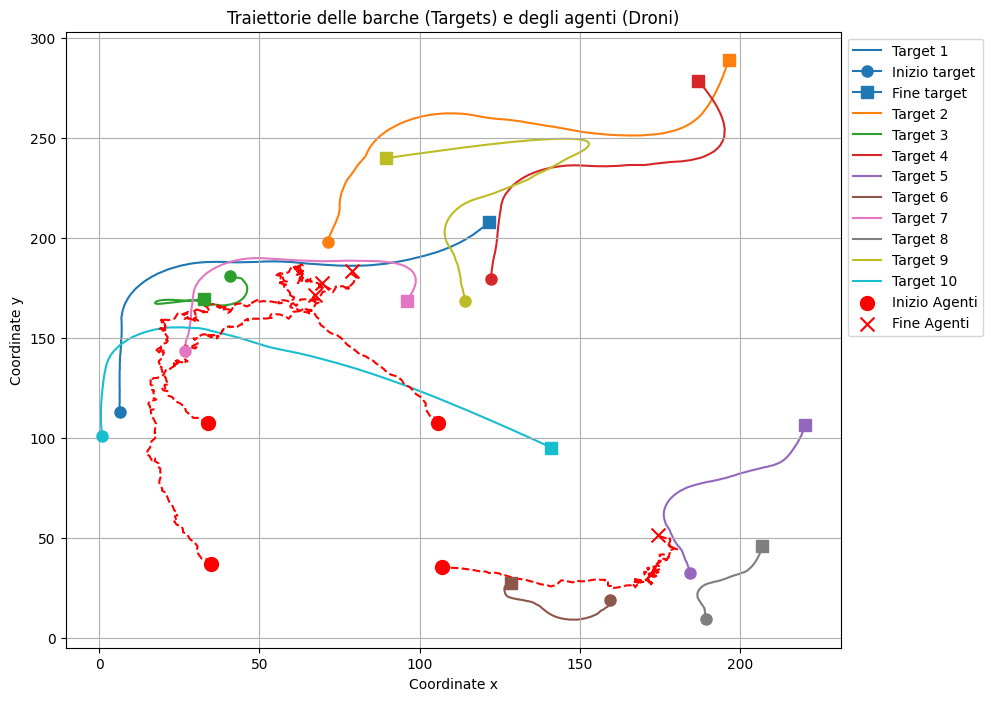 Traiettorie delle barche (Targets) e degli agenti (Droni)
300
250
200
150
100
50
0
Coordinate y
0
50
100
150
200
Coordinate x
Target 1
Inizio target
Fine target
Target 2
Target 3
Target 4
Target 5
Target 6
Target 7
Target 8
Target 9
Target 10
Inizio Agenti
Fine Agenti